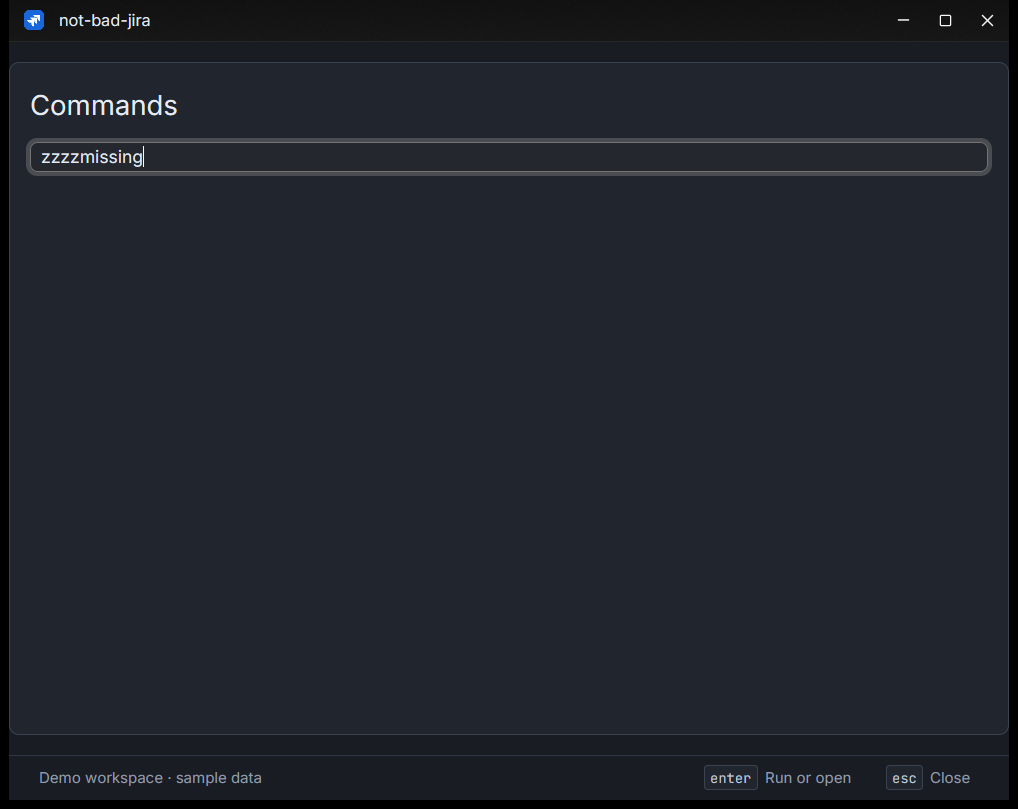 not-bad-jira
Commands
zzzzmissing
Demo workspace · sample data
enter Run or open esc Close